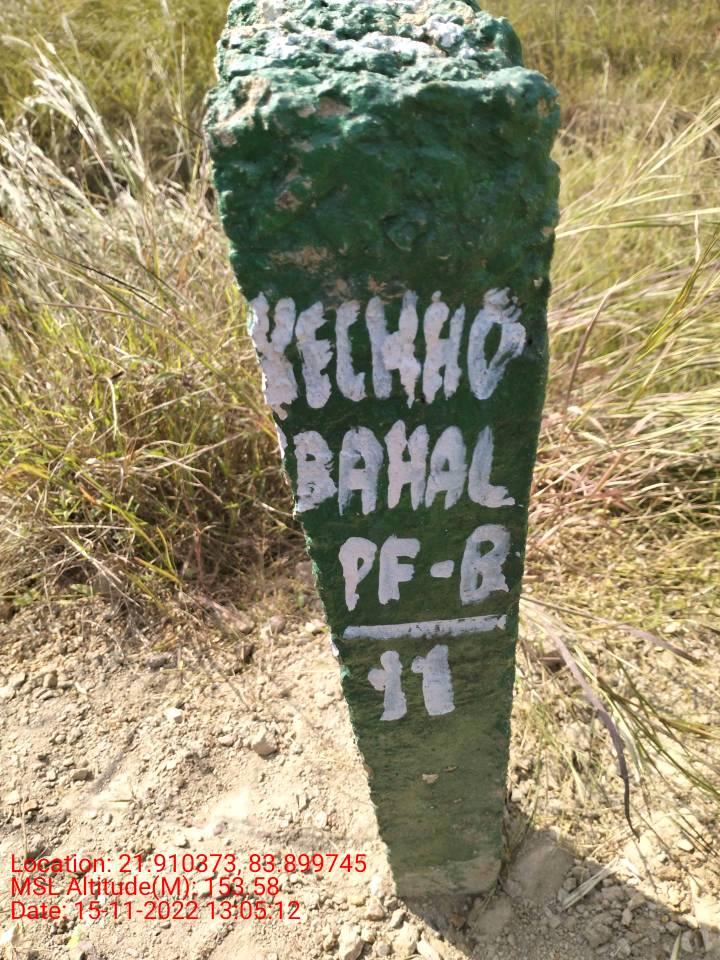 KECHHO
BAHAL
PF-B
11
Location: 21.910373, 83.899745
MSL Altitude(M): 153.58
Date: 15-11-2022 13:05:12